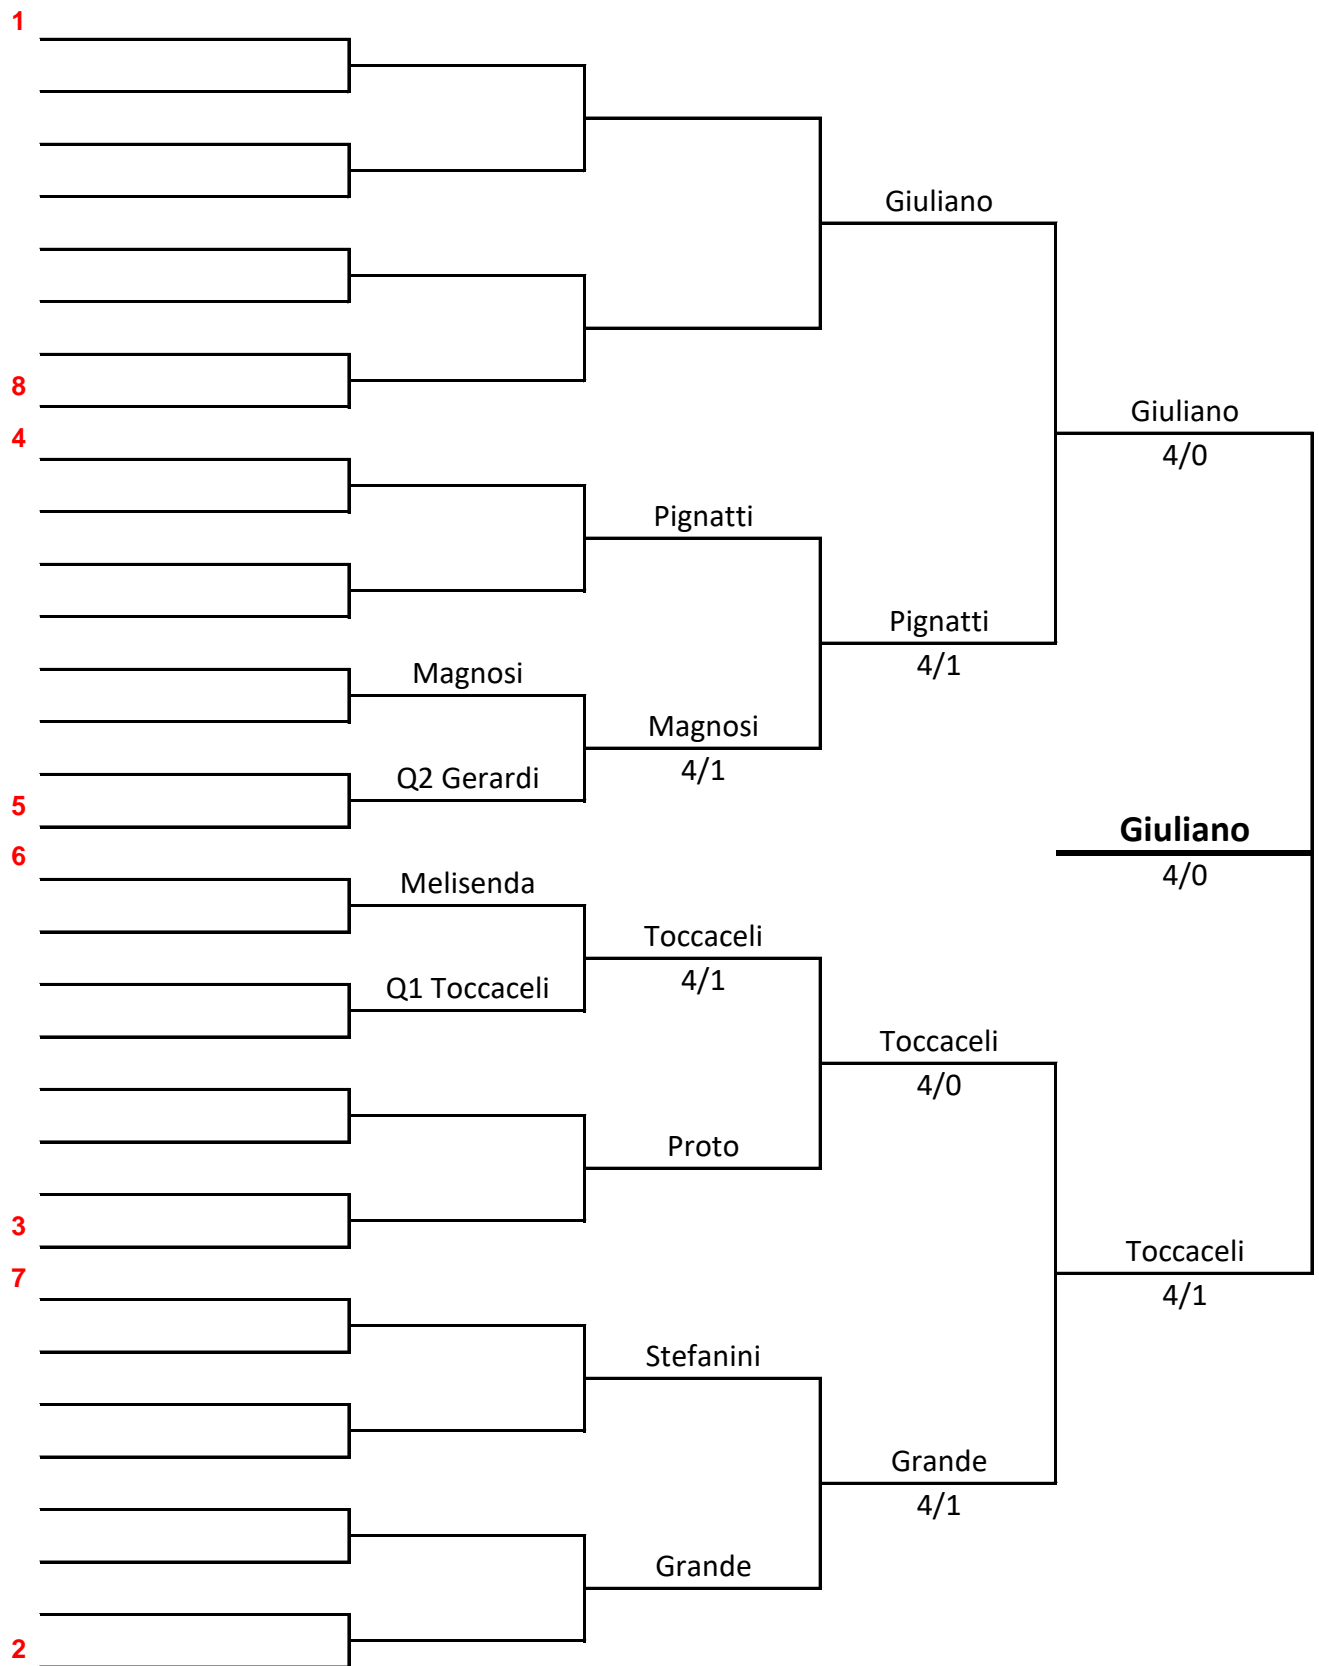 1
Giuliano
8
Giuliano
4
4/0
Pignatti
Pignatti
4/1
Magnosi
Magnosi
4/1
Q2 Gerardi
5
Giuliano
6
4/0
Melisenda
Toccaceli
4/1
Q1 Toccaceli
Toccaceli
4/0
Proto
3
Toccaceli
7
4/1
Stefanini
Grande
4/1
Grande
2